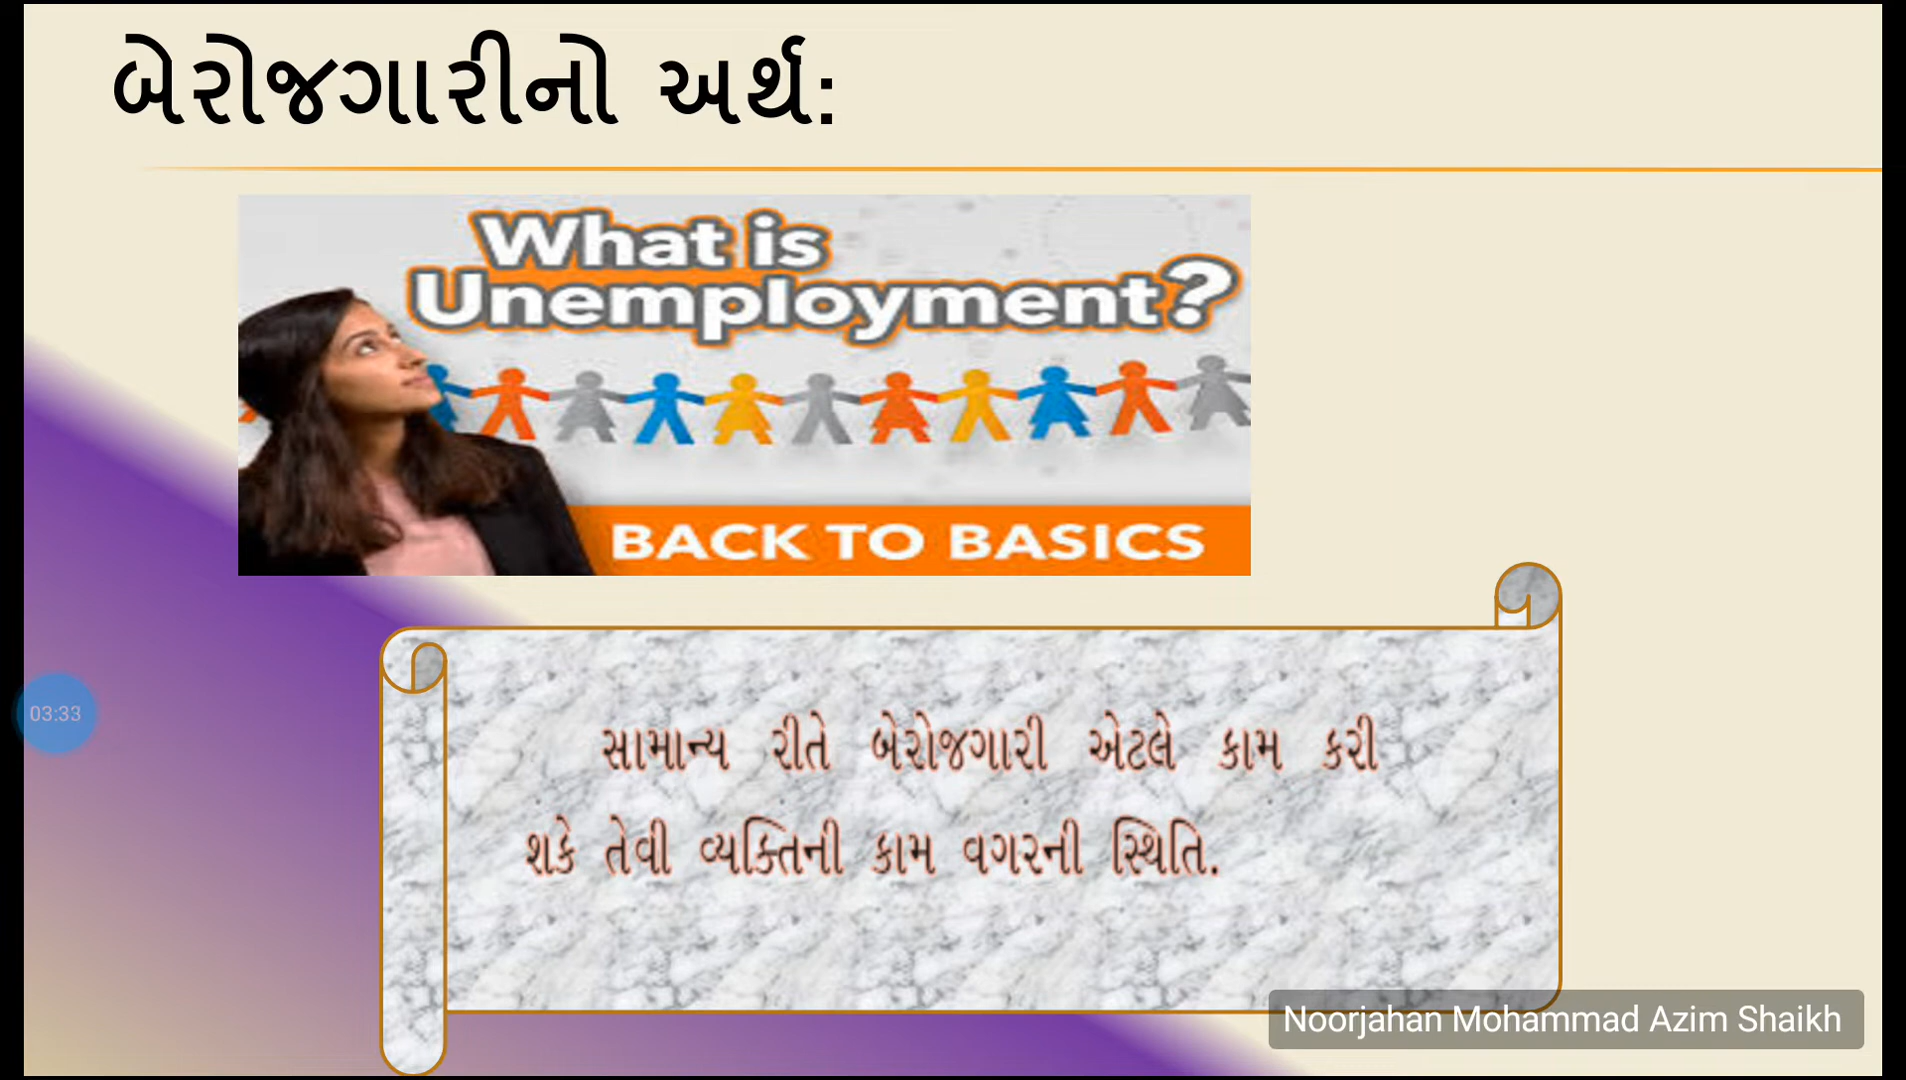 બેરોજગારીનો અર્થ:
What is
Unemployment?
BACK TO BASICS
03:33
સામાન્ય રીતે બેરોજગારી એટલે કામ કરી
શકે તેવી વ્યક્તિની કામ વગરની સ્થિતિ.
Noorjahan Mohammad Azim Shaikh